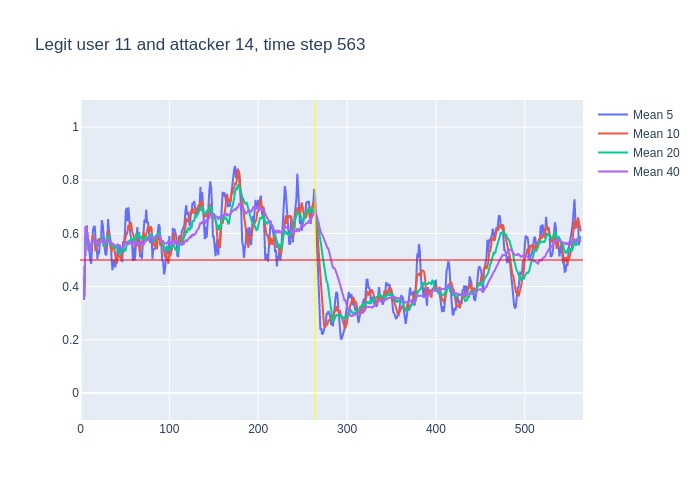 Legit user 11 and attacker 14, time step 563
Mean 5
Mean 10
Mean 20
Mean 40
1
0.8
0.6
0.4
0.2
0
0 100 200 300 400 500